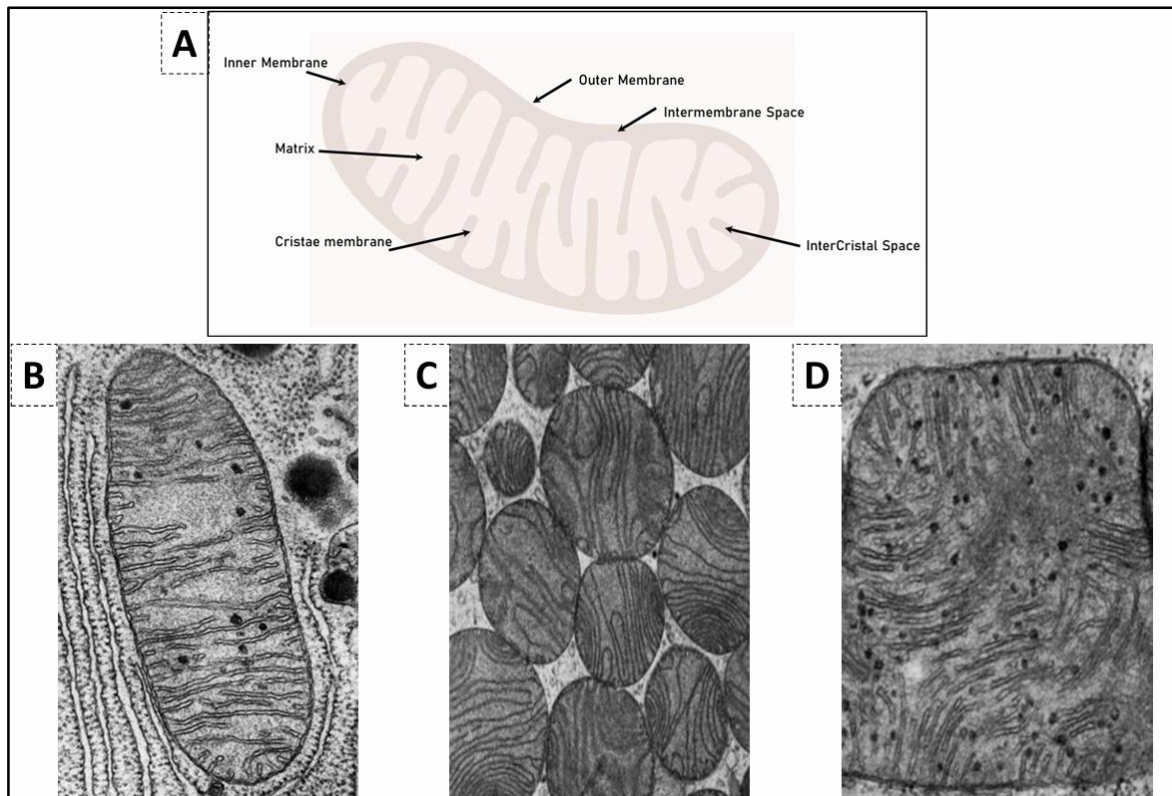 A
Inner Membrane
Outer Membrane
Intermembrane Space
Matrix
Cristae membrane
InterCristal Space
B
C
D